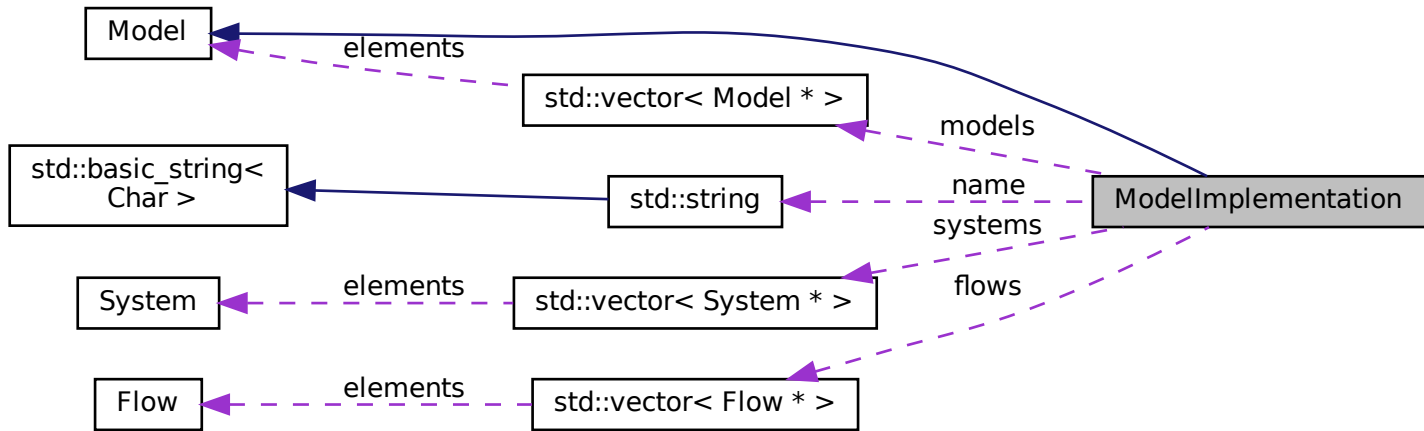 Model
elements
std::vector< Model * >
models
std::basic_string<
Char >
std::string
name
ModelImplementation
systems
System
elements
std::vector< System * >
flows
Flow
elements
std::vector< Flow * >